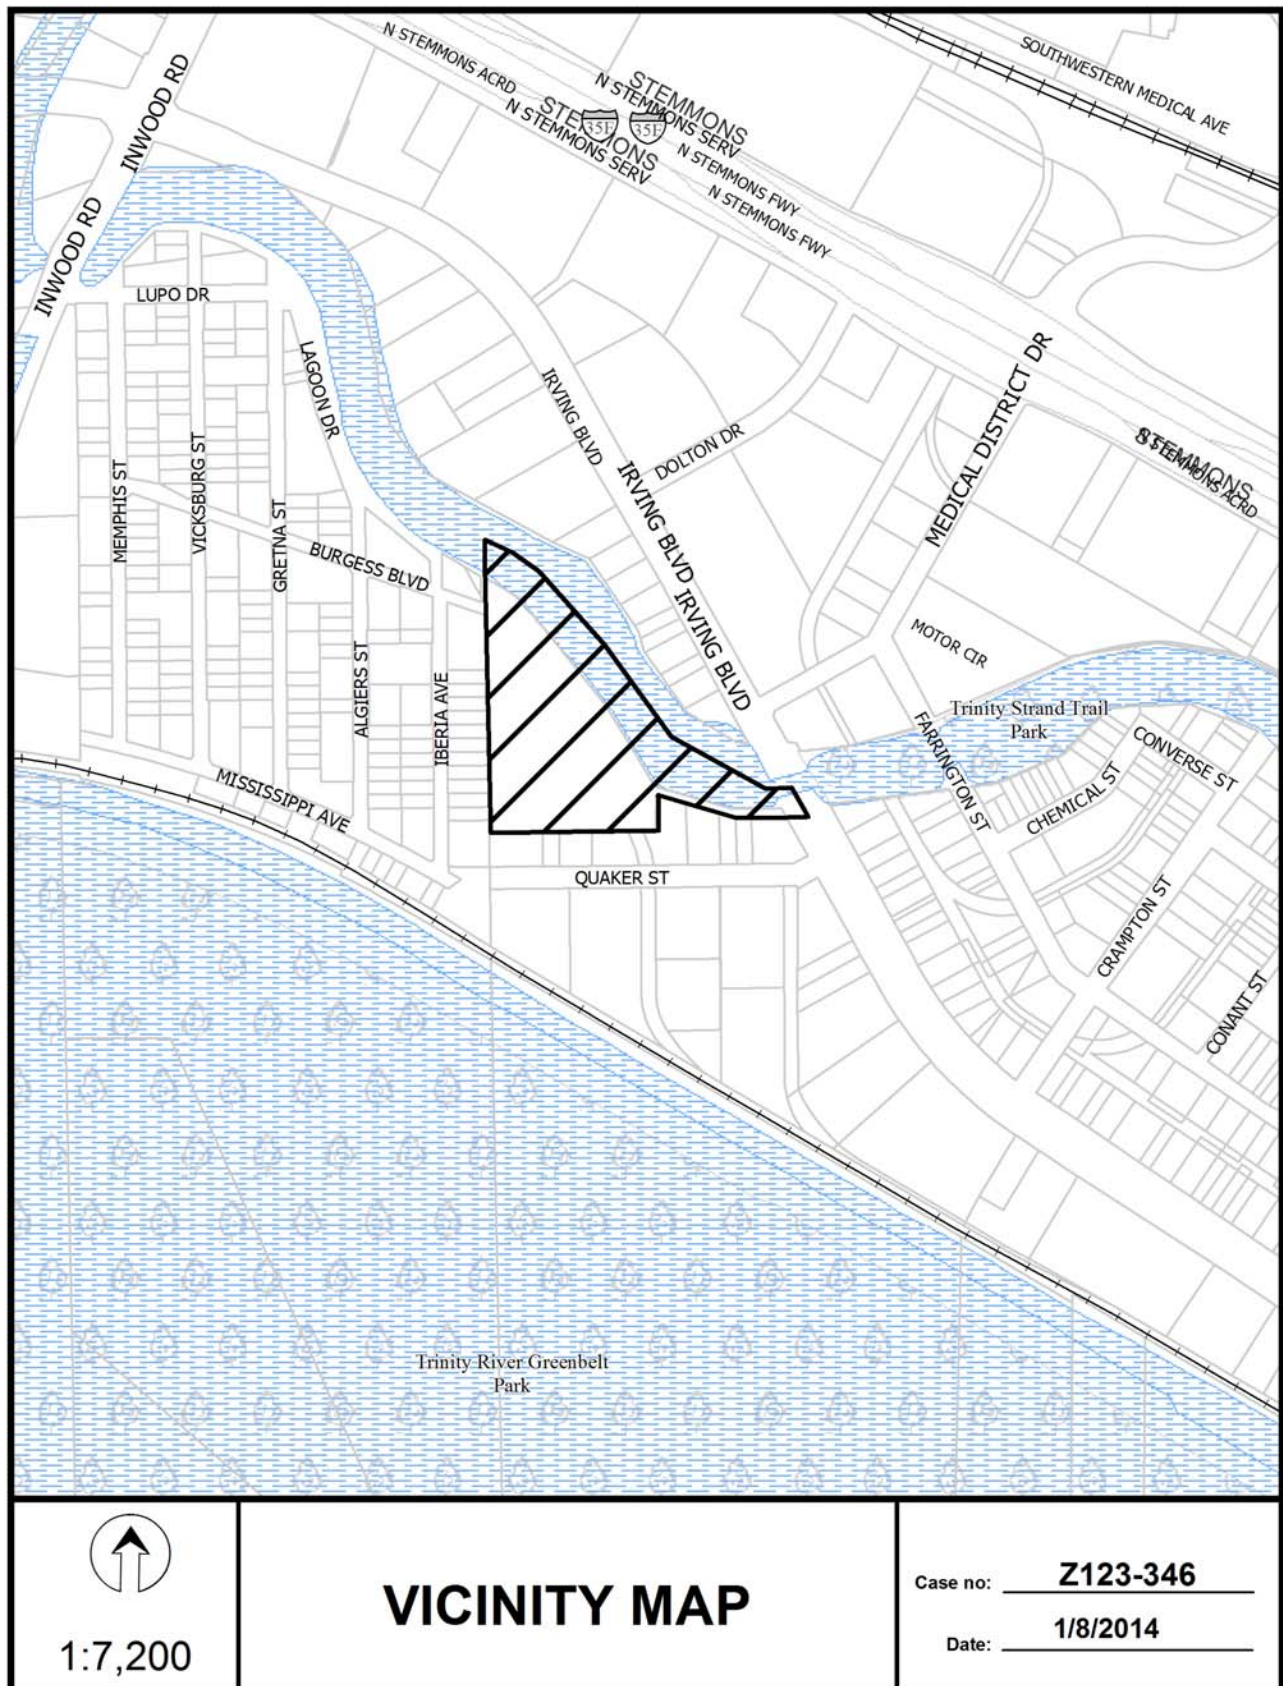 N STEMMONS ACRD
SOUTHWESTERN MEDICAL AVE
INWOOD RD
STEMMONS
N STEMMONS SERV
35E
35E
STEMMONS
N STEMMONS SERV
N STEMMONS FWY
N STEMMONS FWY
INWOOD RD
LUPO DR
LAGOON DR
IRVING BLVD
DOLTON DR
MEDICAL DISTRICT DR
STEMMONS
N STEMMONS ACRD
MEMPHIS ST
VICKSBURG ST
GRETNA ST
BURGESS BLVD
IRVING BLVD
IRVING BLVD
MOTOR CIR
ALGIERS ST
IBERIA AVE
Trinity Strand Trail
Park
FARRINGTON ST
CONVERSE ST
CHEMICAL ST
MISSISSIPPI AVE
QUAKER ST
CRAMPTON ST
CONANT ST
Trinity River Greenbelt
Park
1:7,200
VICINITY MAP
Case no: Z123-346
Date: 1/8/2014